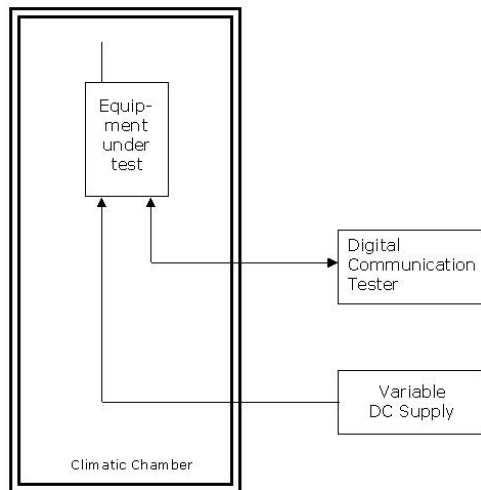 Equip-
ment
under
test
Digital
Communication
Tester
Variable
DC Supply
Climatic Chamber